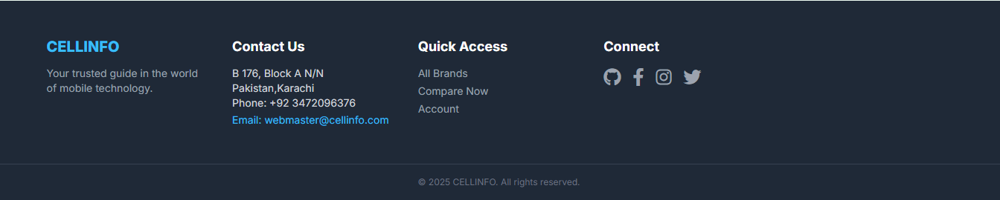 CELLINFO
Your trusted guide in the world
of mobile technology.
Contact Us
B 176, Block A N/N
Pakistan,Karachi
Phone: +92 3472096376
Email: webmaster@cellinfo.com
Quick Access
All Brands
Compare Now
Account
Connect
© 2025 CELLINFO. All rights reserved.